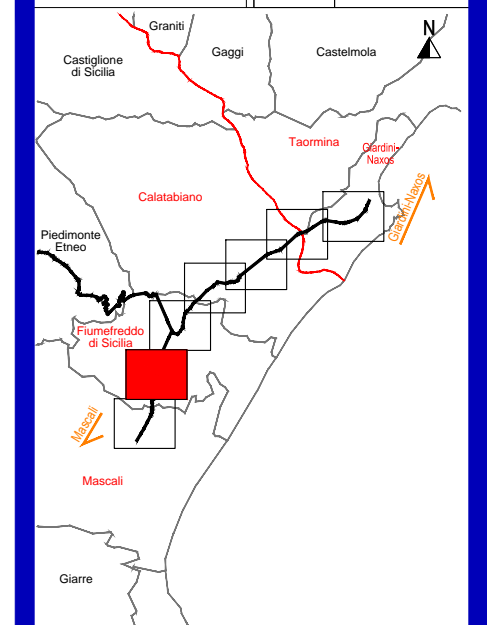 Graniti
N
Gaggi
Castelmola
Castiglione
di Sicilia
Taormina
Giardini-
Naxos
Calatabiano
Giardini-Naxos
Piedimonte
Etneo
Fiumefreddo
di Sicilia
Mascali
Mascali
Giarre